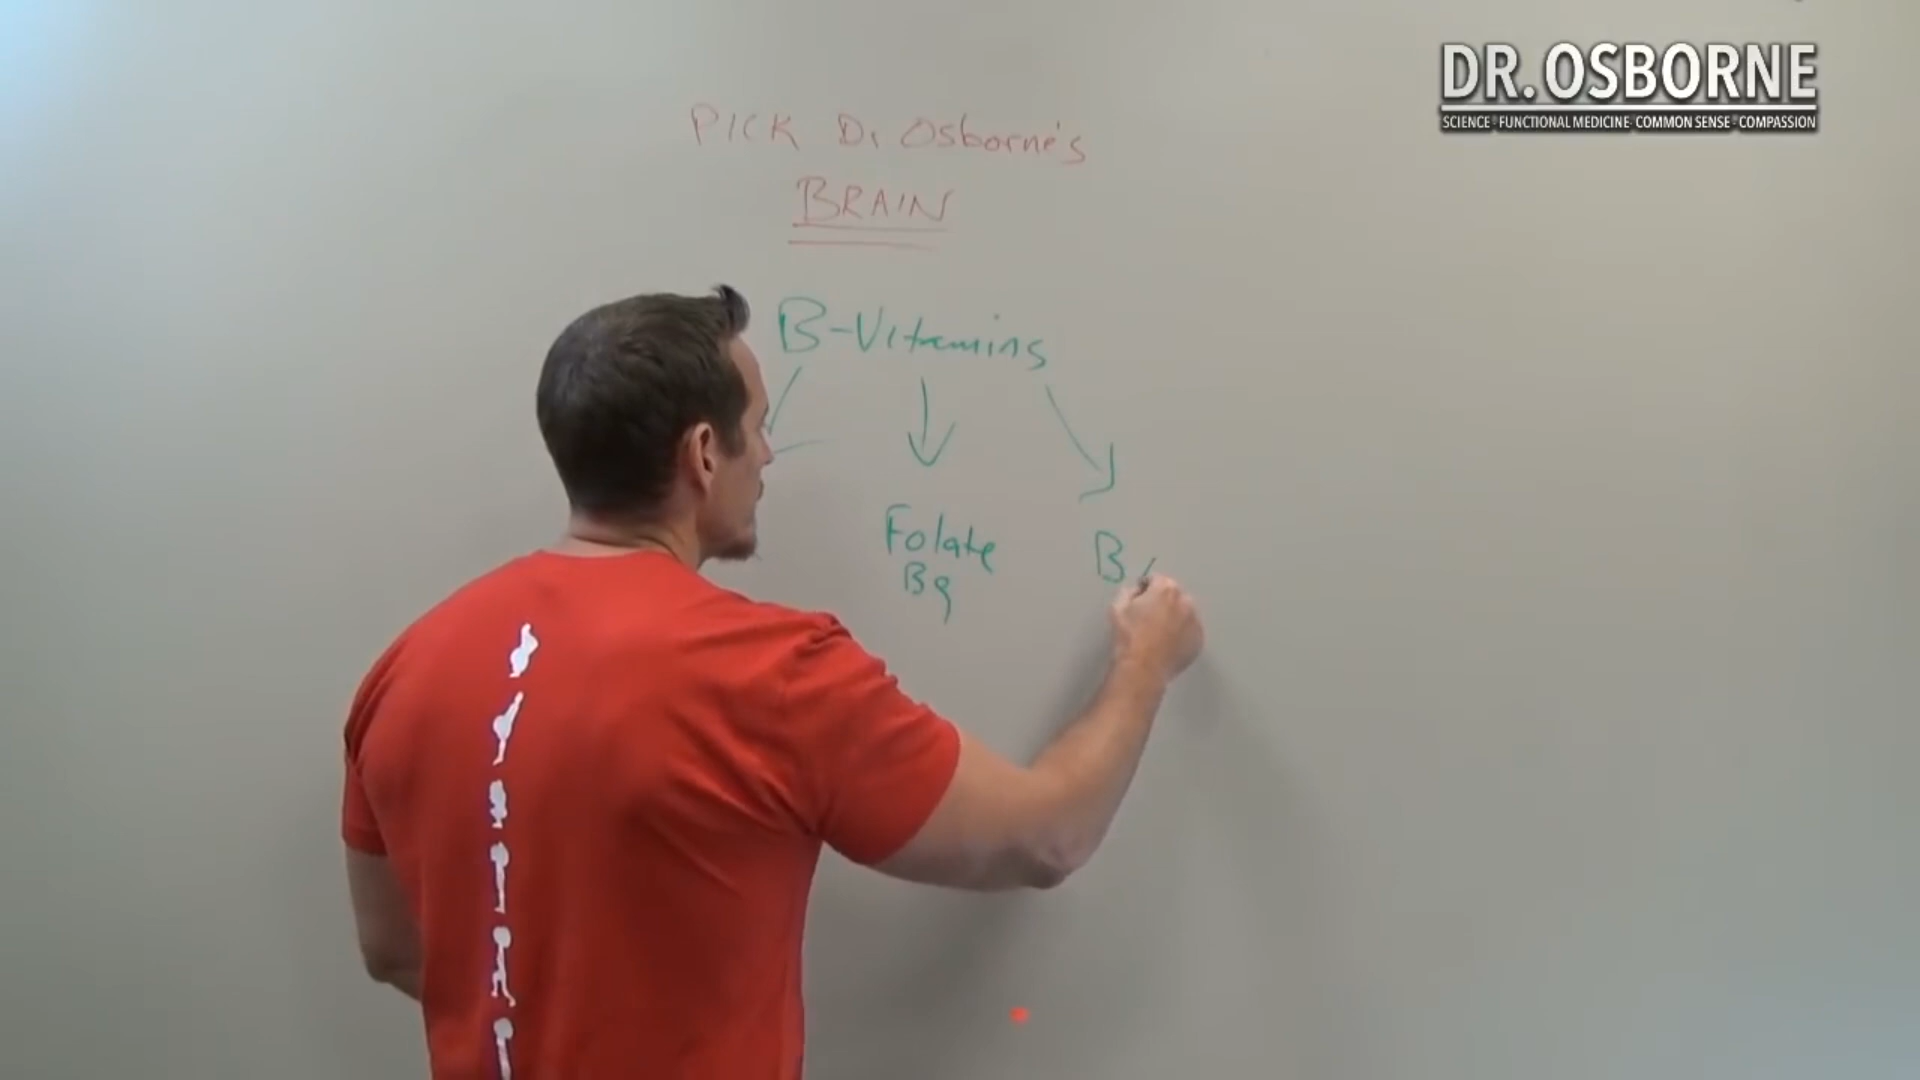 DR. OSBORNE
SCIENCE • FUNCTIONAL MEDICINE • COMMON SENSE • COMPASSION
PICK Dr Osborne's
BRAIN
B-Vitamins
Folate
B9
B